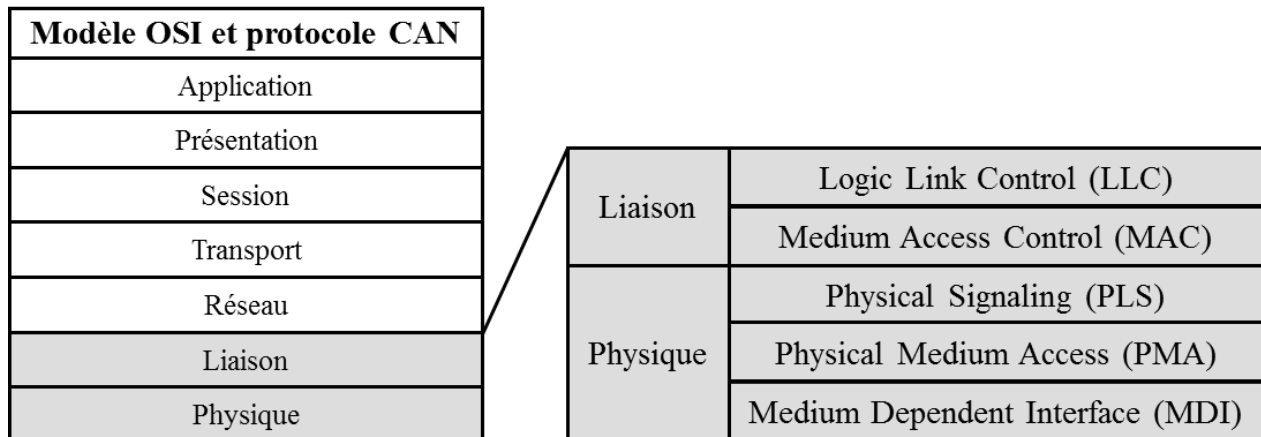 Modèle OSI et protocole CAN
Application
Présentation
Session
Transport
Réseau
Liaison
Physique
Liaison
Logic Link Control (LLC)
Medium Access Control (MAC)
Physique
Physical Signaling (PLS)
Physical Medium Access (PMA)
Medium Dependent Interface (MDI)